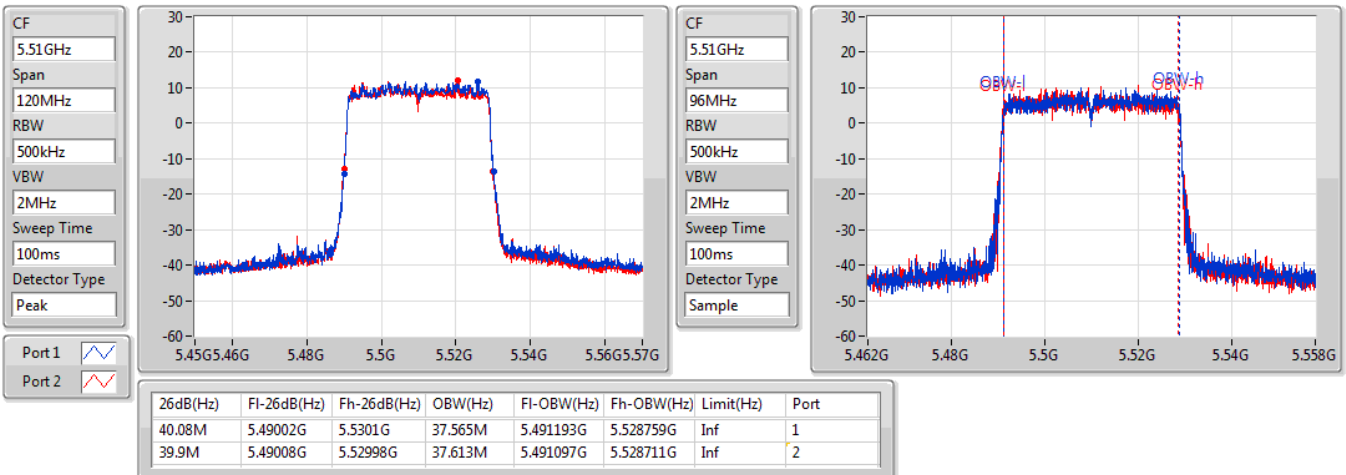 CF
5.51GHz
Span
120MHz
RBW
500kHz
VBW
2MHz
Sweep Time
100ms
Detector Type
Peak
Port 1
Port 2
30
20
10
0
-10
-20
-30
-40
-50
-60
5.45G 5.46G 5.48G 5.5G 5.52G 5.54G 5.56G 5.57G
CF
5.51GHz
Span
96MHz
RBW
500kHz
VBW
2MHz
Sweep Time
100ms
Detector Type
Sample
30
20
10
0
-10
-20
-30
-40
-50
-60
OBW-l OBW-h
OBW-l OBW-h
5.462G 5.48G 5.5G 5.52G 5.54G 5.558G
26dB(Hz) Fl-26dB(Hz) Fh-26dB(Hz) OBW(Hz) Fl-OBW(Hz) Fh-OBW(Hz) Limit(Hz) Port
40.08M 5.49002G 5.5301G 37.565M 5.491193G 5.528759G Inf 1
39.9M 5.49008G 5.52998G 37.613M 5.491097G 5.528711G Inf 2